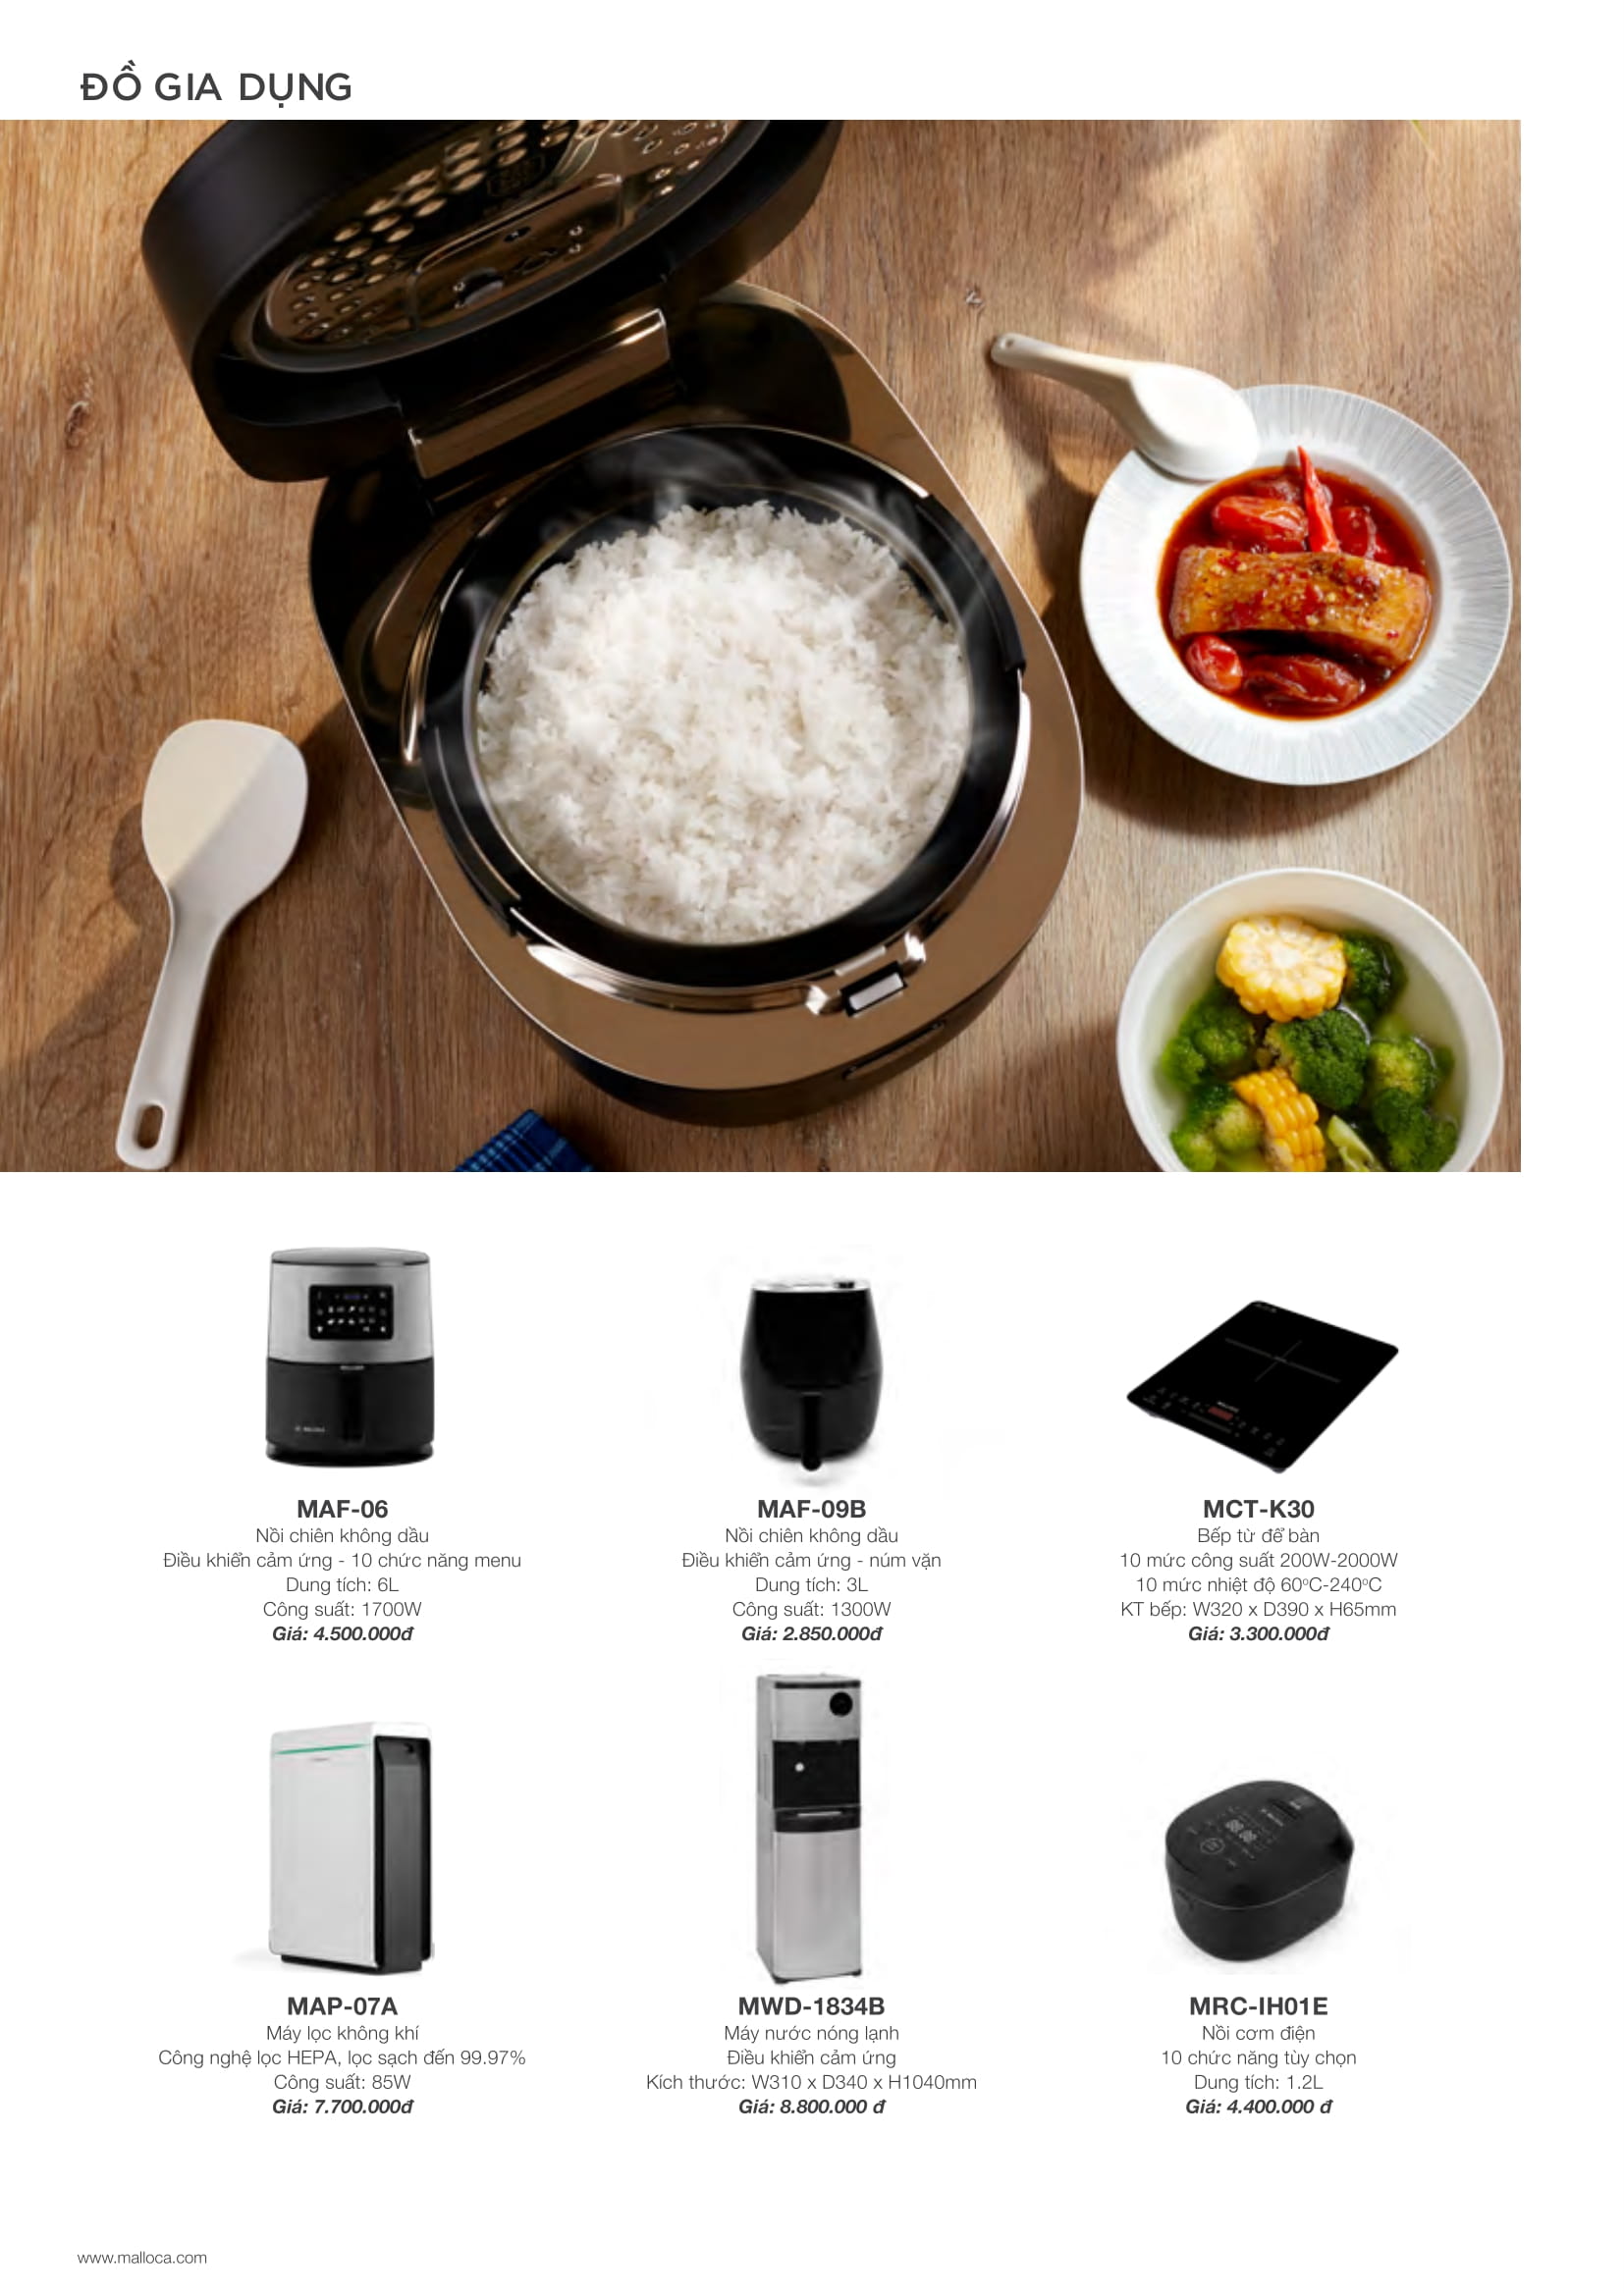 ĐỒ GIA DỤNG
MAF-06
Nồi chiên không dầu
Điều khiển cảm ứng - 10 chức năng menu
Dung tích: 6L
Công suất: 1700W
Giá: 4.500.000đ
MAF-09B
Nồi chiên không dầu
Điều khiển cảm ứng - núm vặn
Dung tích: 3L
Công suất: 1300W
Giá: 2.850.000đ
MCT-K30
Bếp từ để bàn
10 mức công suất 200W-2000W
10 mức nhiệt độ 60ºC-240ºC
KT bếp: W320 x D390 x H65mm
Giá: 3.300.000đ
MAP-07A
Máy lọc không khí
Công nghệ lọc HEPA, lọc sạch đến 99.97%
Công suất: 85W
Giá: 7.700.000đ
MWD-1834B
Máy nước nóng lạnh
Điều khiển cảm ứng
Kích thước: W310 x D340 x H1040mm
Giá: 8.800.000 đ
MRC-IH01E
Nồi cơm điện
10 chức năng tùy chọn
Dung tích: 1.2L
Giá: 4.400.000 đ
www.malloca.com